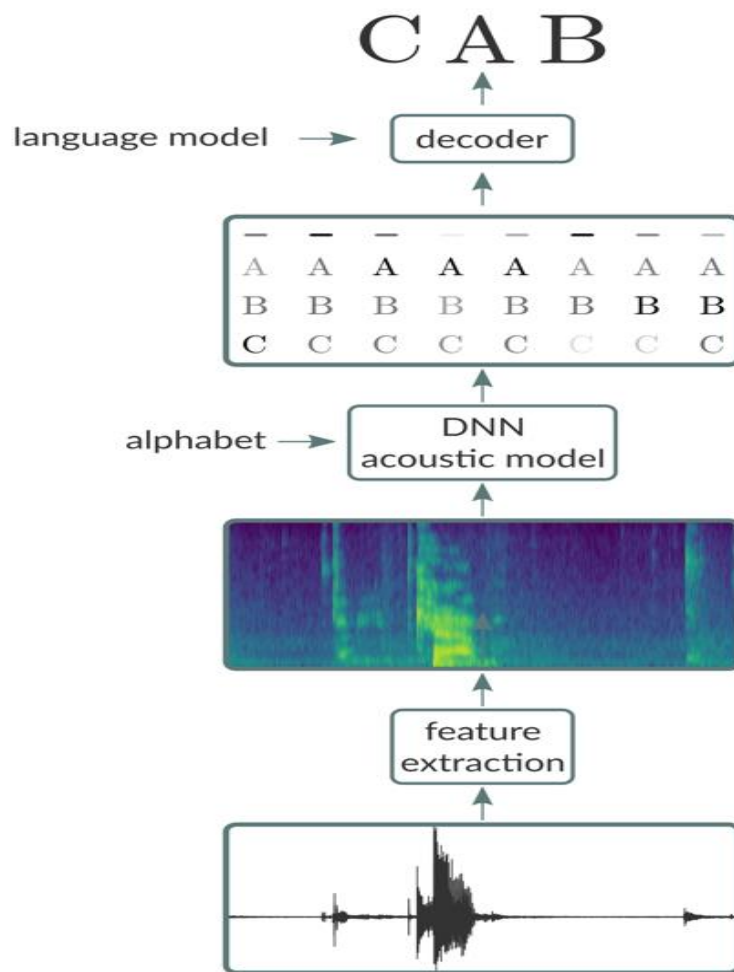 C A B
language model
decoder
– – – – – – – –
A A A A A A A A
B B B B B B B B
C C C C C C C C
alphabet
DNN
acoustic model
feature
extraction